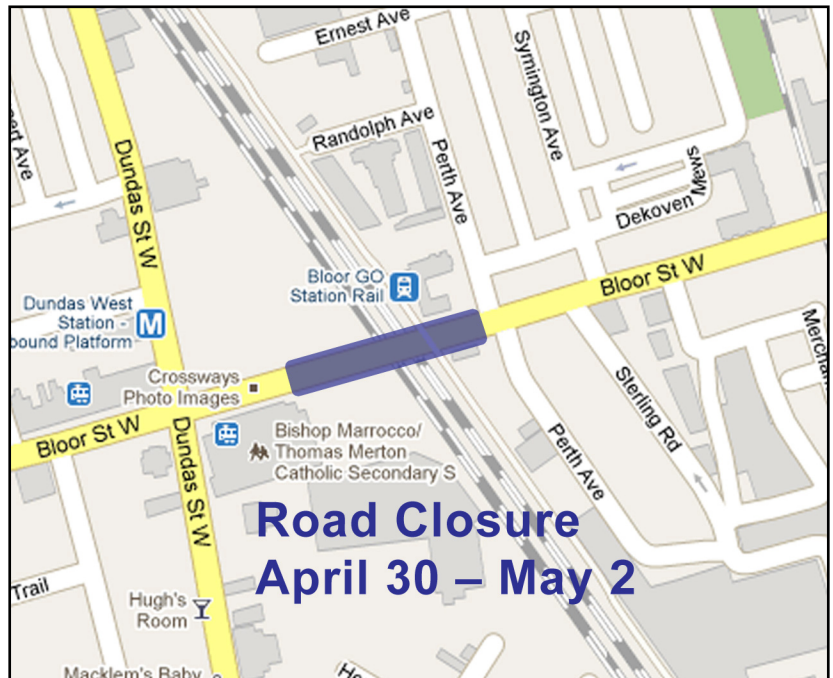 Ernest Ave
Symington Ave
Randolph Ave
Perth Ave
Dundas St W
Mews
Dekoven
Bloor St W
Bloor GO
Station Rail
Dundas West
Station -
Platform
M
Crossways
Photo Images
Sterling Rd
Bloor St W
Bishop Marrocco/
Thomas Merton
Catholic Secondary S
Dundas St W
Perth Ave
Road Closure
April 30 – May 2
Trail
Hugh's
Room
Macklem's Baby